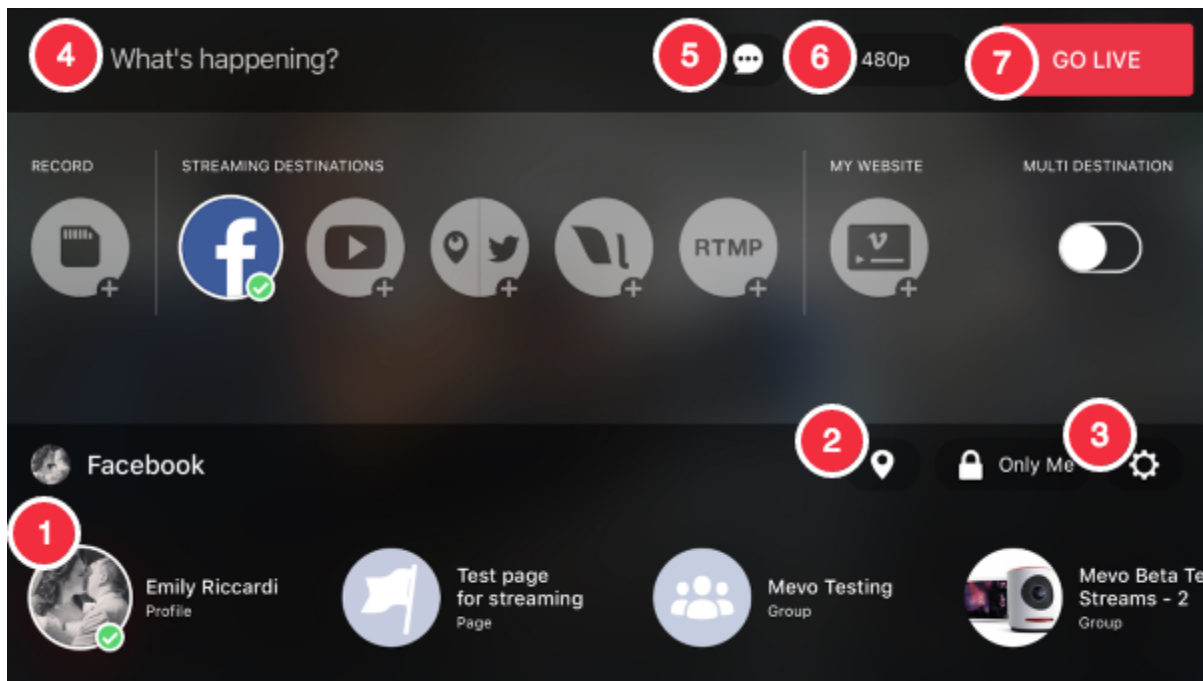 4 What's happening? 5 6 480p 7 GO LIVE
RECORD STREAMING DESTINATIONS MY WEBSITE MULTI DESTINATION
RTMP
Facebook 2 Only Me 3
1
Emily Riccardi
Profile
Test page
for streaming
Page
Mevo Testing
Group
Mevo Beta Te
Streams - 2
Group